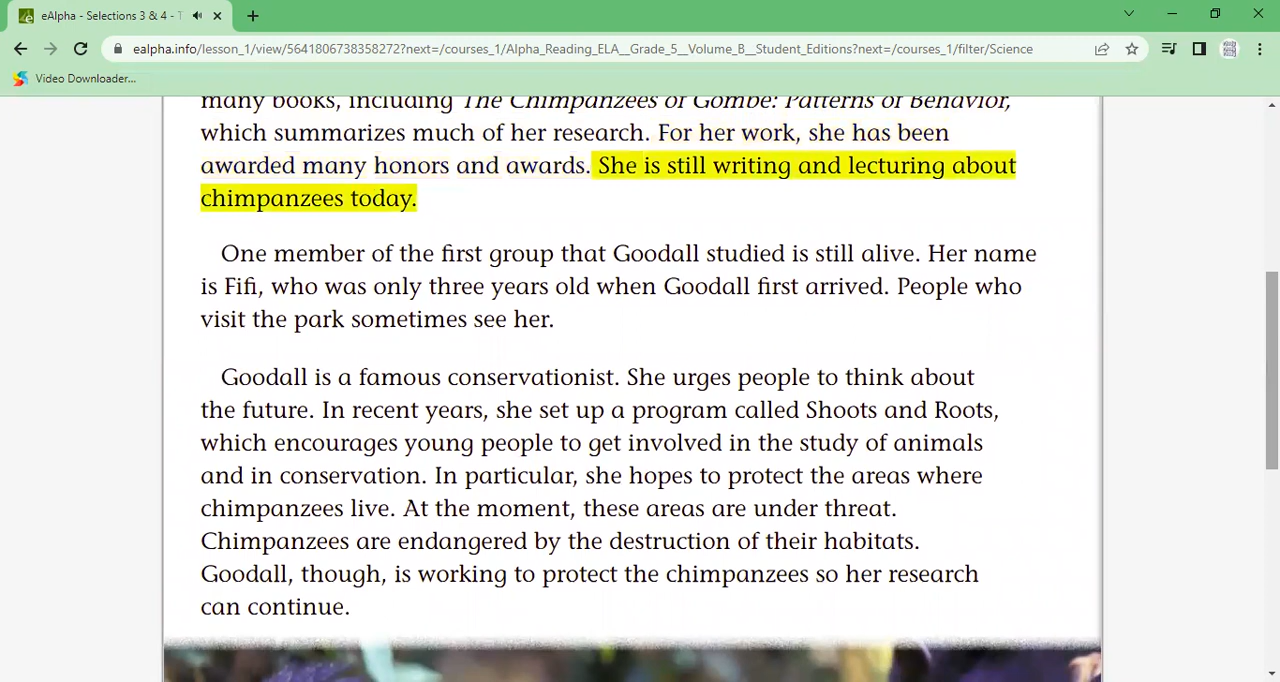 eAlpha - Selections 3 & 4 - T
ealpha.info/lesson_1/view/5641806738358272?next=/courses_1/Alpha_Reading_ELA__Grade_5__Volume_B__Student_Editions?next=/courses_1/filter/Science
Video Downloader...
many books, including The Chimpanzees of Gombe: Patterns of Behavior,
which summarizes much of her research. For her work, she has been
awarded many honors and awards. She is still writing and lecturing about
chimpanzees today.
One member of the first group that Goodall studied is still alive. Her name
is Fifi, who was only three years old when Goodall first arrived. People who
visit the park sometimes see her.
Goodall is a famous conservationist. She urges people to think about
the future. In recent years, she set up a program called Shoots and Roots,
which encourages young people to get involved in the study of animals
and in conservation. In particular, she hopes to protect the areas where
chimpanzees live. At the moment, these areas are under threat.
Chimpanzees are endangered by the destruction of their habitats.
Goodall, though, is working to protect the chimpanzees so her research
can continue.